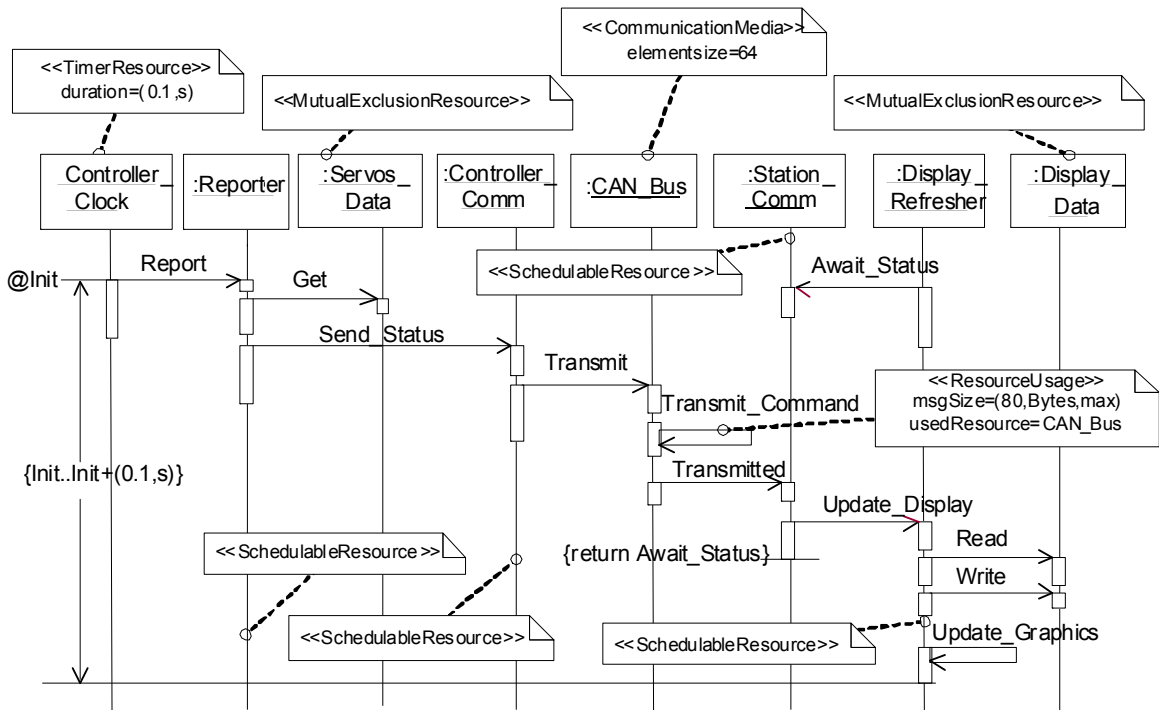 <<CommunicationMedia>>
elementsize=64
<<TimerResource>>
duration=(0.1,s)
<<MutualExclusionResource>>
<<MutualExclusionResource>>
Controller_
Clock
:Reporter
:Servos_
Data
:Controller_
Comm
:CAN_Bus
:Station_
Comm
:Display_
Refresher
:Display_
Data
@Init
Report
Get
<<SchedulableResource >>
Await_Status
Send_Status
Transmit
Transmit_Command
<<ResourceUsage>>
msgSize=(80,Bytes,max)
usedResource=CAN_Bus
{Init..Init+(0.1,s)}
Transmitted
Update_Display
{return Await_Status}
Read
Write
<<SchedulableResource >>
<<SchedulableResource>>
<<SchedulableResource>>
Update_Graphics